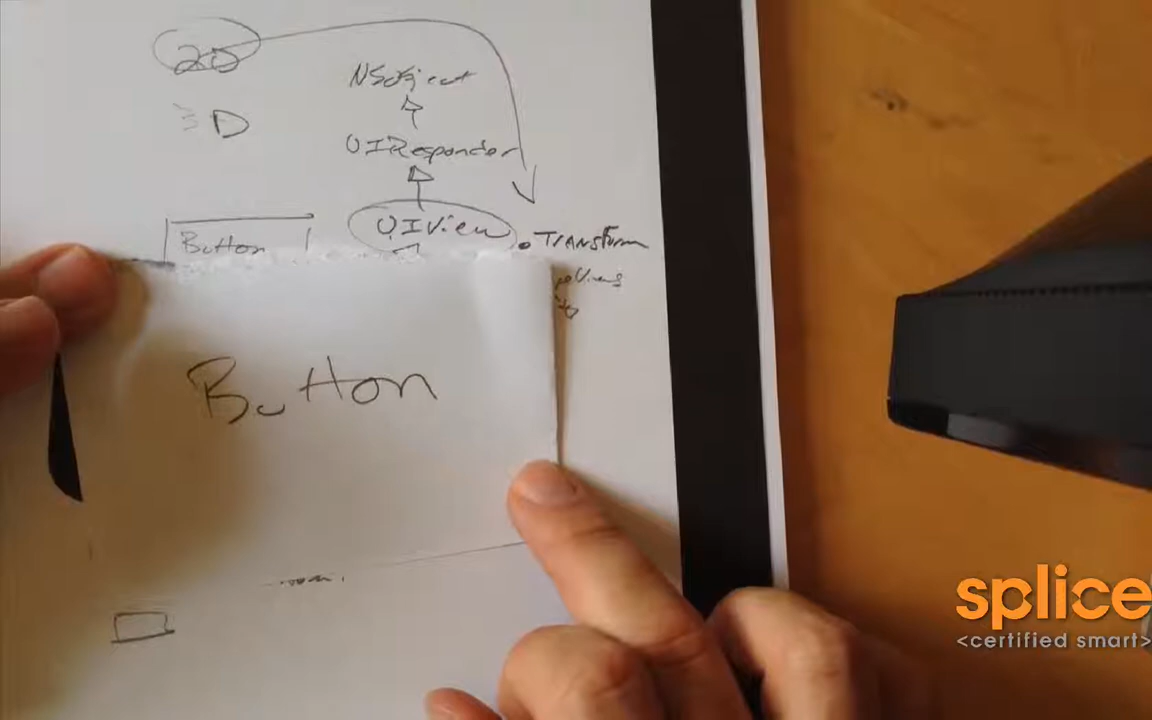 2D
3D
NSObject
UIResponder
UIView
• Transform
Button
Button
splice
<certified smart>